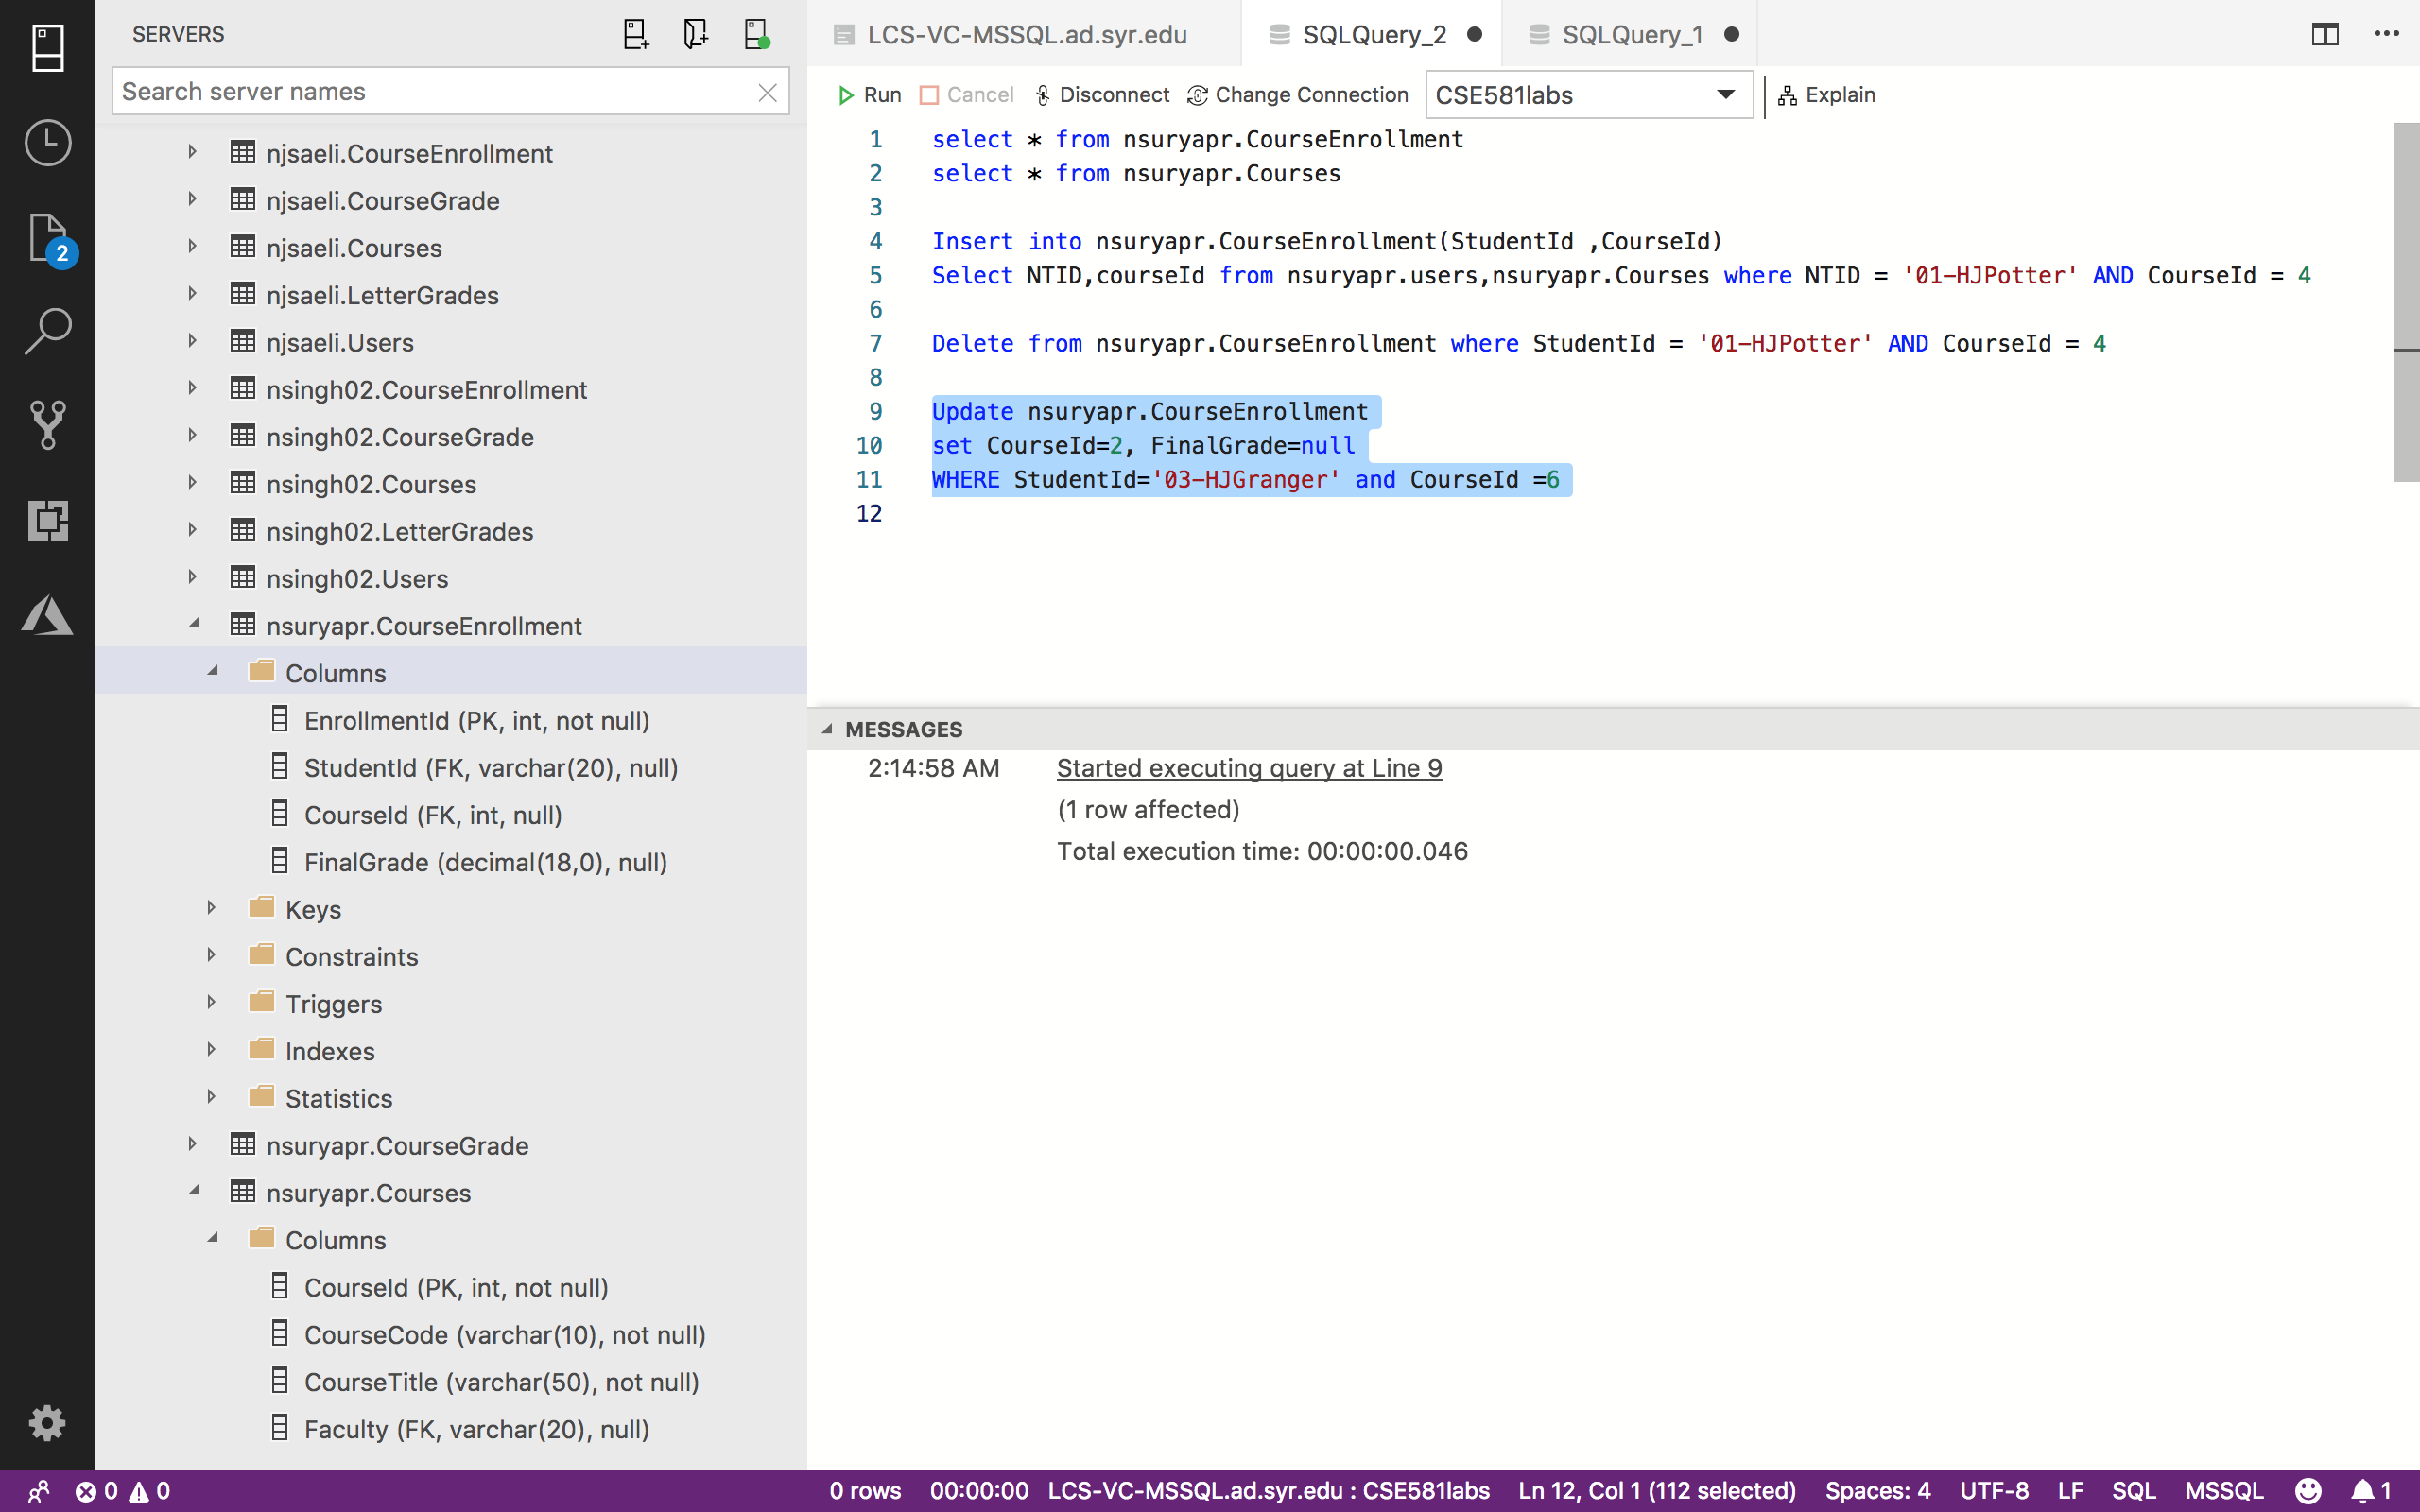 SERVERS
Search server names
2
njsaeli.CourseEnrollment
njsaeli.CourseGrade
njsaeli.Courses
njsaeli.LetterGrades
njsaeli.Users
nsingh02.CourseEnrollment
nsingh02.CourseGrade
nsingh02.Courses
nsingh02.LetterGrades
nsingh02.Users
nsuryapr.CourseEnrollment
Columns
EnrollmentId (PK, int, not null)
StudentId (FK, varchar(20), null)
CourseId (FK, int, null)
FinalGrade (decimal(18,0), null)
Keys
Constraints
Triggers
Indexes
Statistics
nsuryapr.CourseGrade
nsuryapr.Courses
Columns
CourseId (PK, int, not null)
CourseCode (varchar(10), not null)
CourseTitle (varchar(50), not null)
Faculty (FK, varchar(20), null)
LCS-VC-MSSQL.ad.syr.edu SQLQuery_2 SQLQuery_1
Run Cancel Disconnect Change Connection CSE581labs Explain
1 select * from nsuryapr.CourseEnrollment
2 select * from nsuryapr.Courses
3
4 Insert into nsuryapr.CourseEnrollment(StudentId ,CourseId)
5 Select NTID,courseId from nsuryapr.users,nsuryapr.Courses where NTID = '01-HJPotter' AND CourseId = 4
6
7 Delete from nsuryapr.CourseEnrollment where StudentId = '01-HJPotter' AND CourseId = 4
8
9 Update nsuryapr.CourseEnrollment
10 set CourseId=2, FinalGrade=null
11 WHERE StudentId='03-HJGranger' and CourseId =6
12
MESSAGES
2:14:58 AM Started executing query at Line 9
(1 row affected)
Total execution time: 00:00:00.046
0 0 0 rows 00:00:00 LCS-VC-MSSQL.ad.syr.edu : CSE581labs Ln 12, Col 1 (112 selected) Spaces: 4 UTF-8 LF SQL MSSQL 1